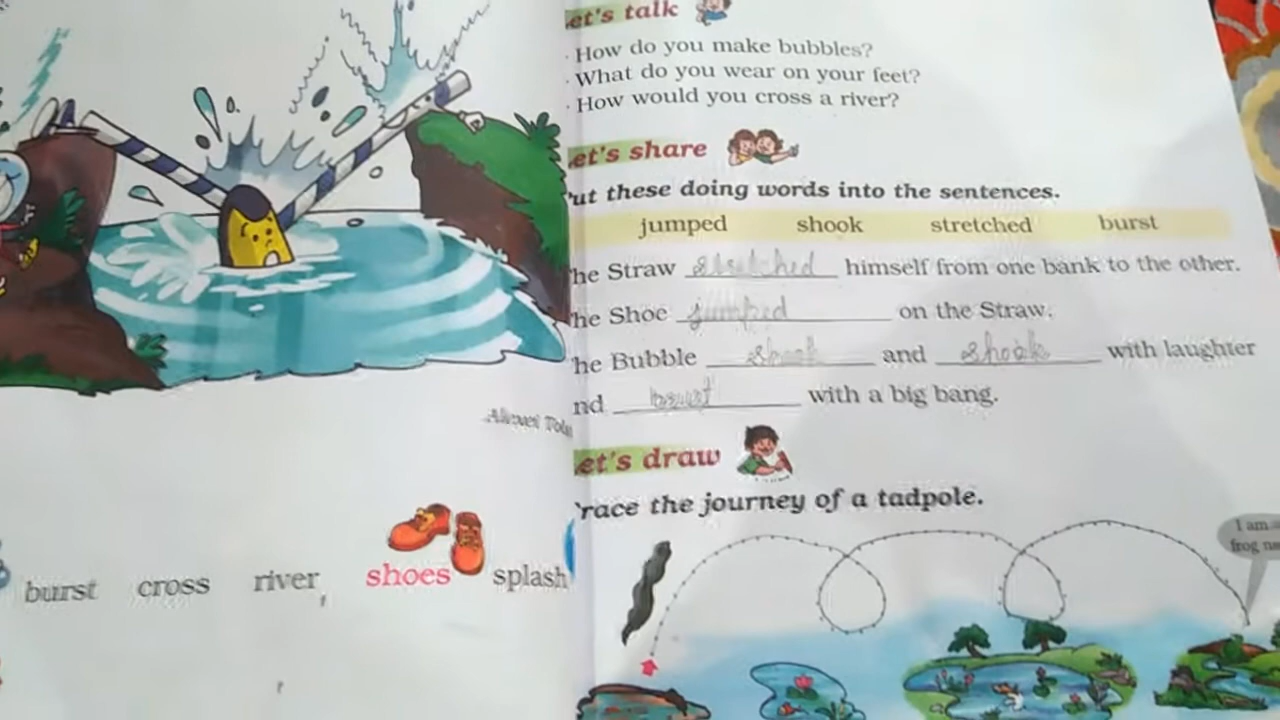 et's talk
How do you make bubbles?
What do you wear on your feet?
How would you cross a river?
et's share
ut these doing words into the sentences.
jumped shook stretched burst
he Straw stretched himself from one bank to the other.
he Shoe jumped on the Straw.
he Bubble shook and shook with laughter
nd burst with a big bang.
et's draw
race the journey of a tadpole.
I am
frog
burst cross river shoes splash